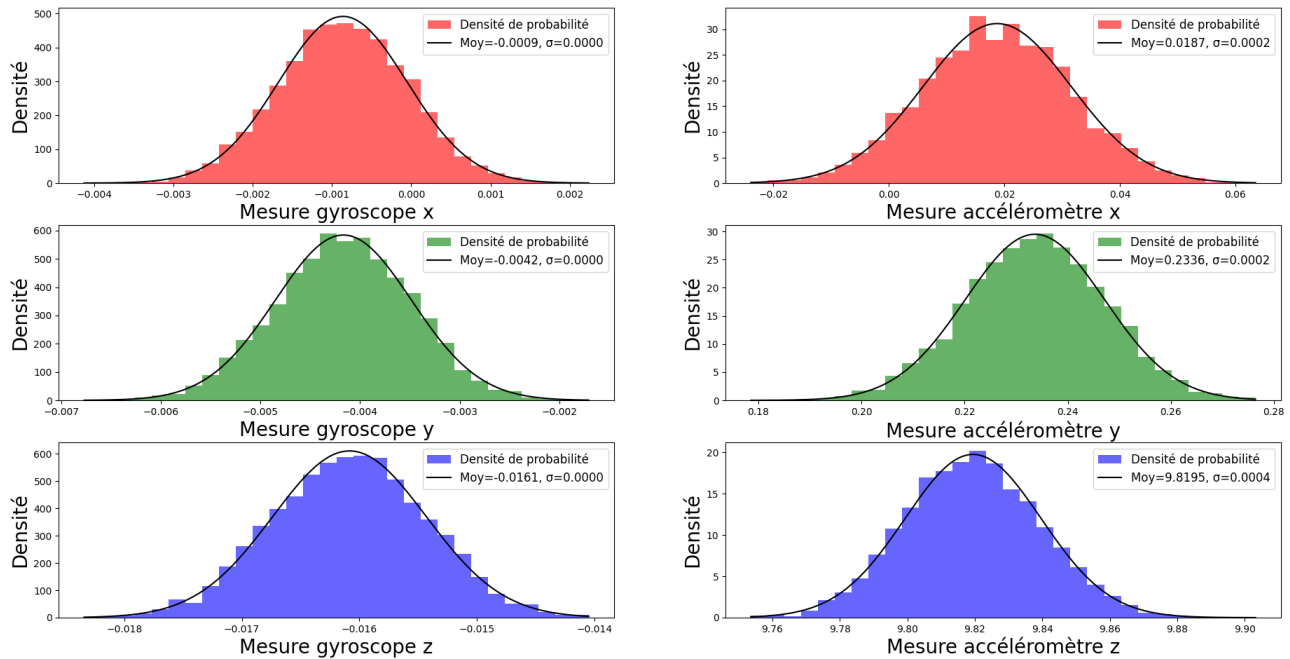 Densité
500
400
300
200
100
0
Densité de probabilité
Moy=-0.0009, σ=0.0000
−0.004 −0.003 −0.002 −0.001 0.000 0.001 0.002
Mesure gyroscope x
Densité
30
25
20
15
10
5
0
Densité de probabilité
Moy=0.0187, σ=0.0002
−0.02 0.00 0.02 0.04 0.06
Mesure accéléromètre x
Densité
600
500
400
300
200
100
0
Densité de probabilité
Moy=-0.0042, σ=0.0000
−0.007 −0.006 −0.005 −0.004 −0.003 −0.002
Mesure gyroscope y
Densité
30
25
20
15
10
5
0
Densité de probabilité
Moy=0.2336, σ=0.0002
0.18 0.20 0.22 0.24 0.26 0.28
Mesure accéléromètre y
Densité
600
500
400
300
200
100
0
Densité de probabilité
Moy=-0.0161, σ=0.0000
−0.018 −0.017 −0.016 −0.015 −0.014
Mesure gyroscope z
Densité
20
15
10
5
0
Densité de probabilité
Moy=9.8195, σ=0.0004
9.76 9.78 9.80 9.82 9.84 9.86 9.88 9.90
Mesure accéléromètre z